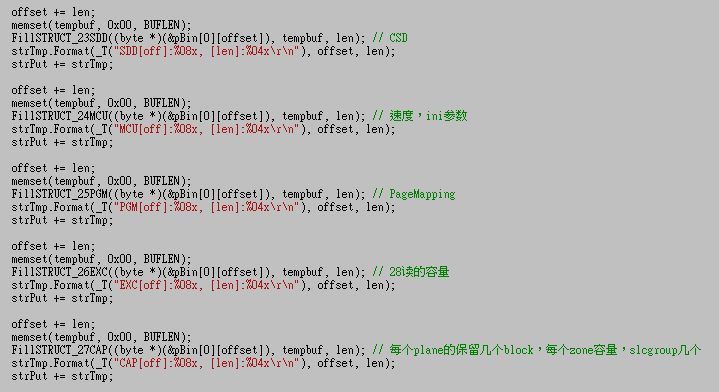 offset += len;
memset(tempbuf, 0x00, BUFLEN);
FillSTRUCT_23SDD((byte *)(&pBin[0][offset]), tempbuf, len); // CSD
strTmp.Format(_T("SDD[off]:%08x, [len]:%04x\r\n"), offset, len);
strPut += strTmp;
offset += len;
memset(tempbuf, 0x00, BUFLEN);
FillSTRUCT_24MCU((byte *)(&pBin[0][offset]), tempbuf, len); // 速度，ini参数
strTmp.Format(_T("MCU[off]:%08x, [len]:%04x\r\n"), offset, len);
strPut += strTmp;
offset += len;
memset(tempbuf, 0x00, BUFLEN);
FillSTRUCT_25PGM((byte *)(&pBin[0][offset]), tempbuf, len); // PageMapping
strTmp.Format(_T("PGM[off]:%08x, [len]:%04x\r\n"), offset, len);
strPut += strTmp;
offset += len;
memset(tempbuf, 0x00, BUFLEN);
FillSTRUCT_26EXC((byte *)(&pBin[0][offset]), tempbuf, len); // 28读的容量
strTmp.Format(_T("EXC[off]:%08x, [len]:%04x\r\n"), offset, len);
strPut += strTmp;
offset += len;
memset(tempbuf, 0x00, BUFLEN);
FillSTRUCT_27CAP((byte *)(&pBin[0][offset]), tempbuf, len); // 每个plane的保留几个block，每个zone容量，slcgroup几个
strTmp.Format(_T("CAP[off]:%08x, [len]:%04x\r\n"), offset, len);
strPut += strTmp;